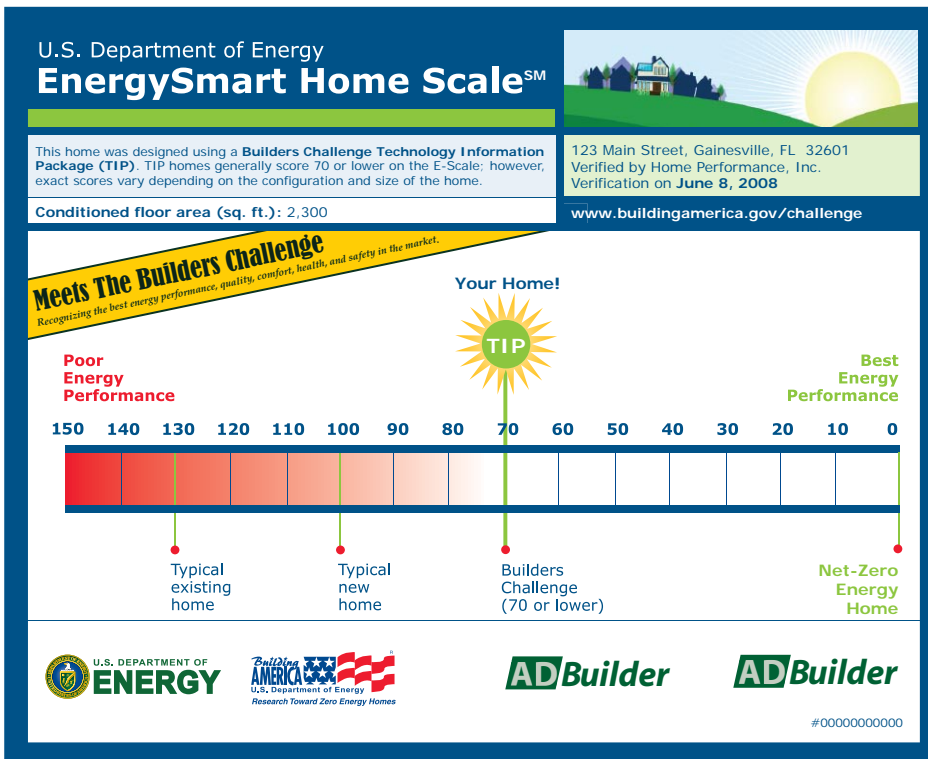 U.S. Department of Energy
EnergySmart Home Scale℠
This home was designed using a Builders Challenge Technology Information
Package (TIP). TIP homes generally score 70 or lower on the E-Scale; however,
exact scores vary depending on the configuration and size of the home.
Conditioned floor area (sq. ft.): 2,300
123 Main Street, Gainesville, FL 32601
Verified by Home Performance, Inc.
Verification on June 8, 2008
www.buildingamerica.gov/challenge
Meets The Builders Challenge
Recognizing the best energy performance, quality, comfort, health, and safety in the market.
Your Home!
TIP
Poor
Energy
Performance
Best
Energy
Performance
150 140 130 120 110 100 90 80 70 60 50 40 30 20 10 0
Typical
existing
home
Typical
new
home
Builders
Challenge
(70 or lower)
Net-Zero
Energy
Home
U.S. DEPARTMENT OF
ENERGY
Building
AMERICA
U.S. Department of Energy
Research Toward Zero Energy Homes
AD Builder
AD Builder
#00000000000